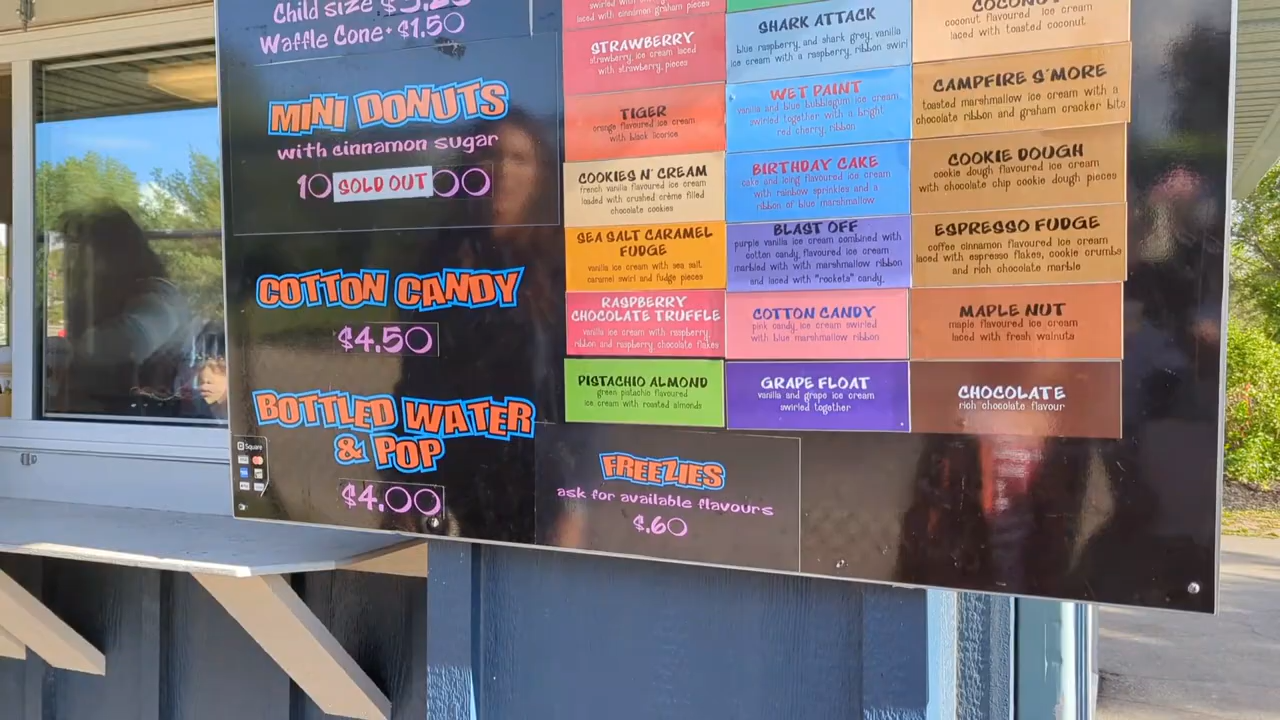 Child size $5.25
Waffle Cone+ $1.50
MINI DONUTS
with cinnamon sugar
10 SOLD OUT 00
COTTON CANDY
$4.50
BOTTLED WATER
& POP
$4.00
Square
swirled with
laced with cinnamon graham pieces
STRAWBERRY
strawberry ice cream laced
with strawberry pieces
TIGER
orange flavoured ice cream
with black licorice
COOKIES N' CREAM
french vanilla flavoured ice cream
loaded with crushed crème filled
chocolate cookies
SEA SALT CARAMEL
FUDGE
vanilla ice cream with sea salt
caramel swirl and fudge pieces
RASPBERRY
CHOCOLATE TRUFFLE
vanilla ice cream with raspberry
ribbon and raspberry chocolate flakes
PISTACHIO ALMOND
green pistachio flavoured
ice cream with roasted almonds
SHARK ATTACK
blue raspberry, and shark grey, vanilla
ice cream with a raspberry, ribbon swirl
WET PAINT
vanilla and blue bubblegum ice cream
swirled together with a bright
red cherry, ribbon
BIRTHDAY CAKE
cake and icing flavoured ice cream
with rainbow sprinkles and a
ribbon of blue marshmallow
BLAST OFF
purple vanilla ice cream combined with
cotton candy, flavoured ice cream
marbled with with marshmallow ribbon
and laced with "rockets" candy.
COTTON CANDY
pink candy, ice cream swirled
with blue marshmallow ribbon
GRAPE FLOAT
vanilla and grape ice cream
swirled together
COCONUT
coconut flavoured ice cream
laced with toasted coconut
CAMPFIRE S'MORE
toasted marshmallow ice cream with a
chocolate ribbon and graham cracker bits
COOKIE DOUGH
cookie dough flavoured ice cream
with chocolate chip cookie dough pieces
ESPRESSO FUDGE
coffee cinnamon flavoured ice cream
laced with espresso flakes, cookie crumbs
and rich chocolate marble
MAPLE NUT
maple flavoured ice cream
laced with fresh walnuts
CHOCOLATE
rich chocolate flavour
FREEZIES
ask for available flavours
$.60